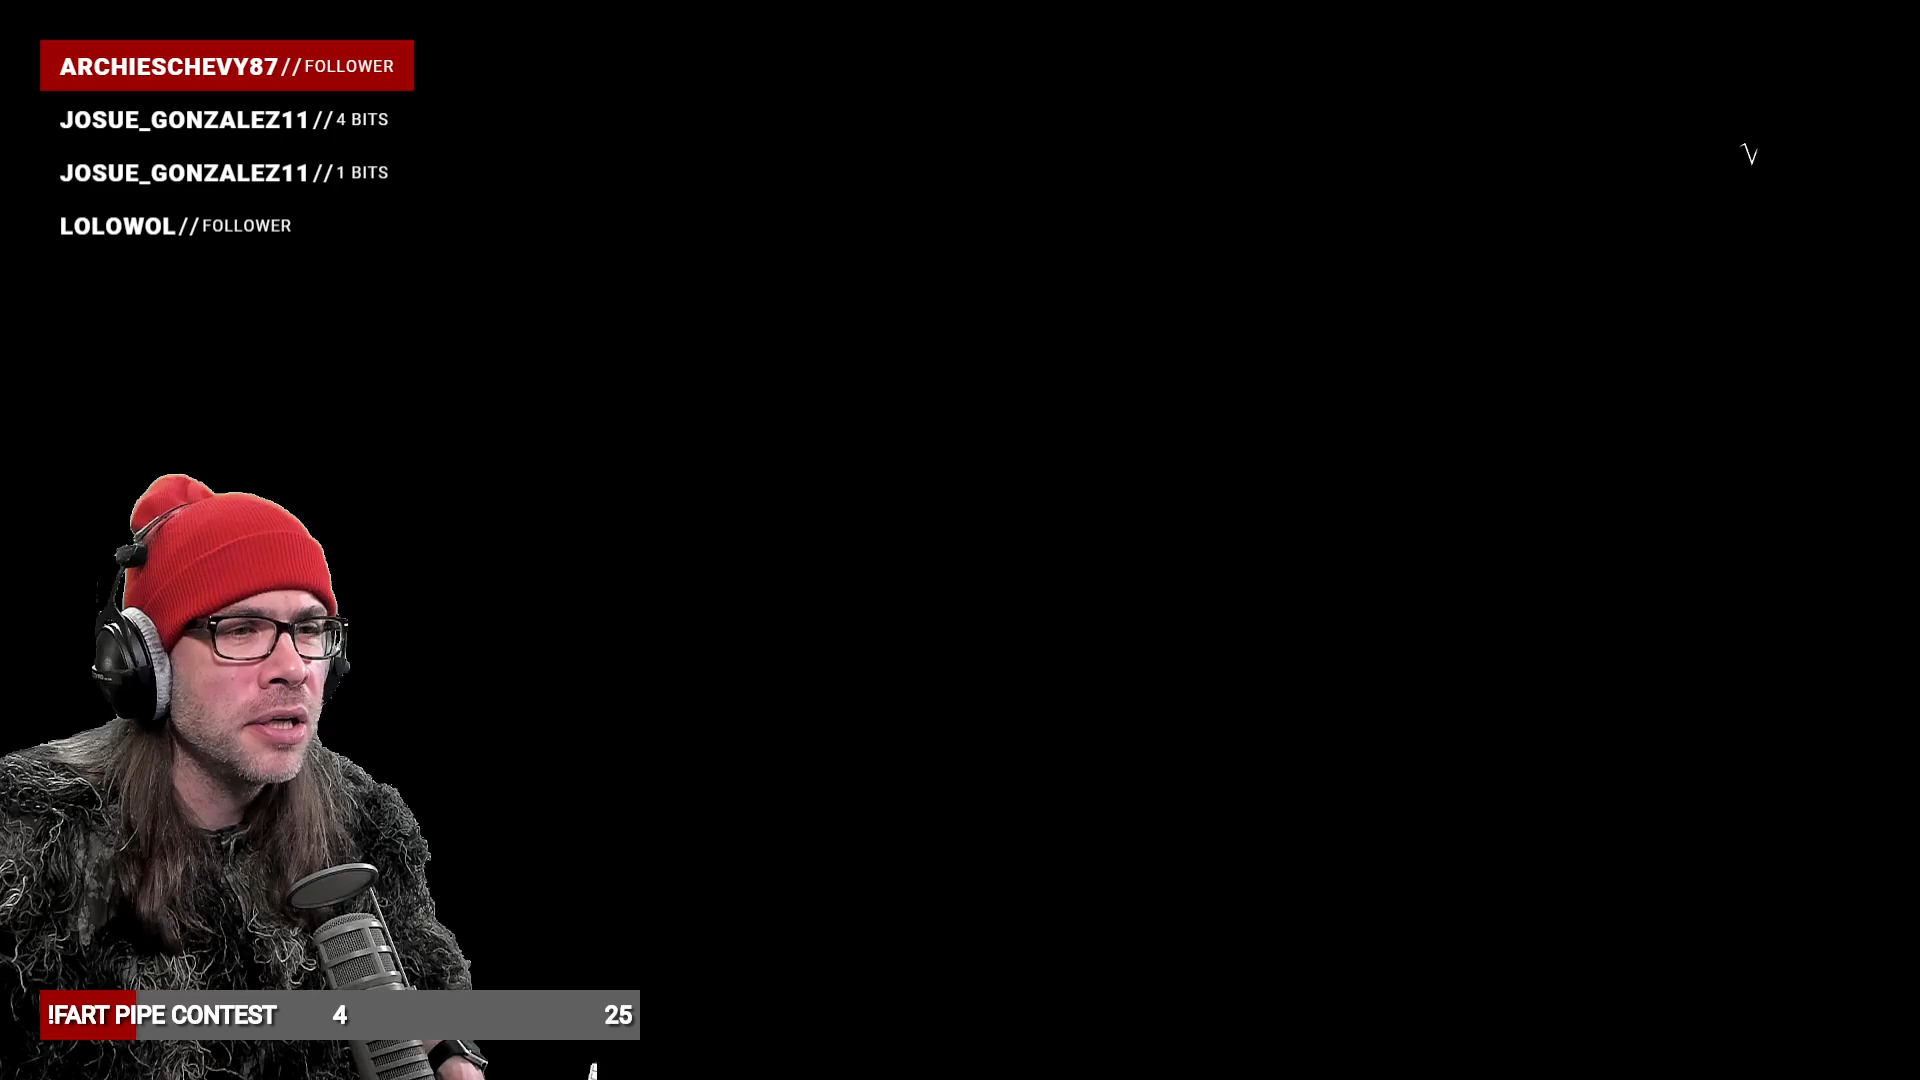 ARCHIESCHEVY87//FOLLOWER
JOSUE_GONZALEZ11//4 BITS
JOSUE_GONZALEZ11//1 BITS
LOLOWOL//FOLLOWER
!FART PIPE CONTEST 4 25